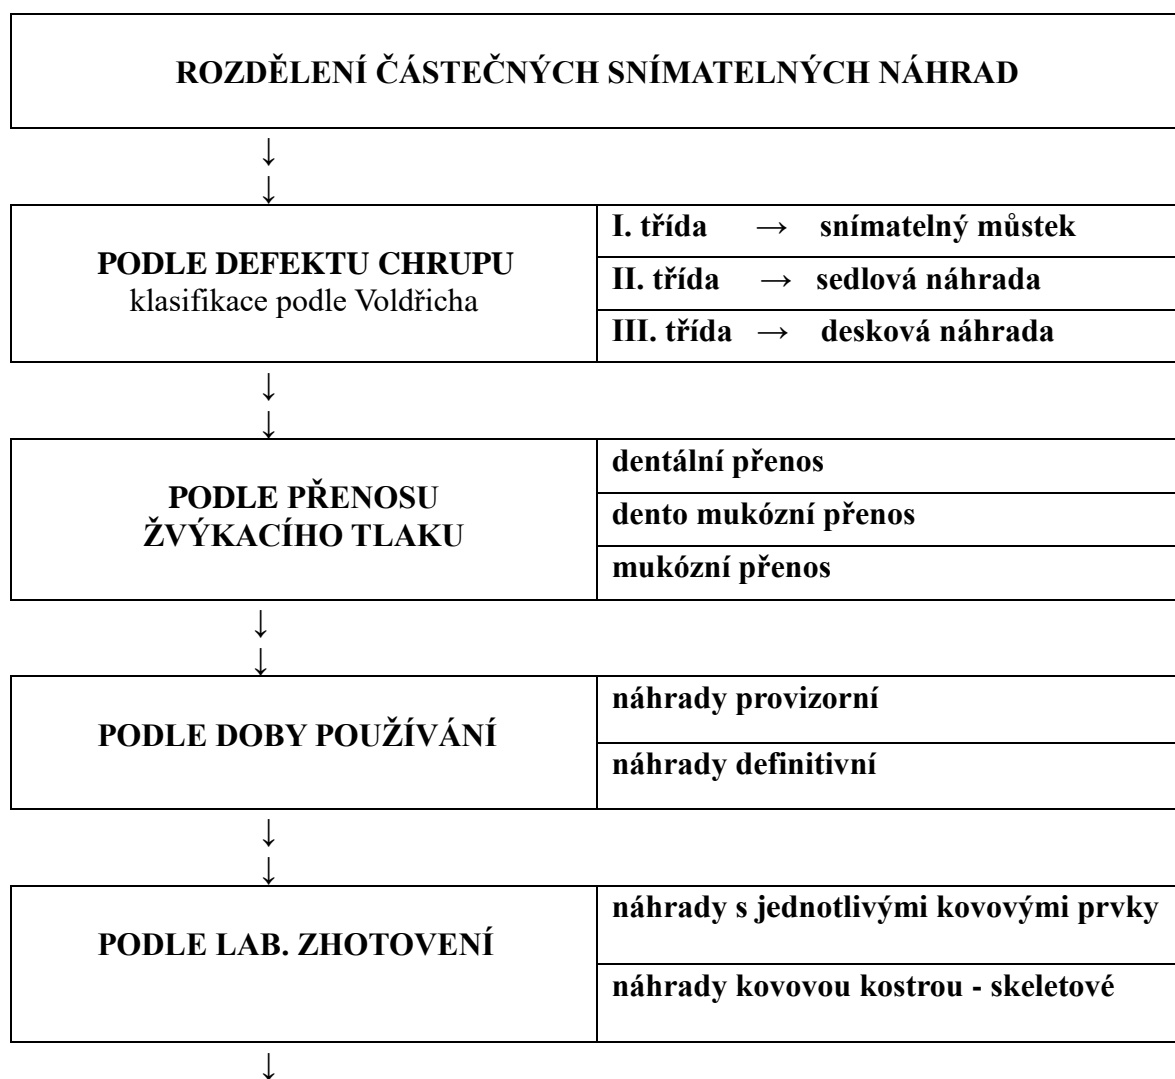 ROZDĚLENÍ ČÁSTEČNÝCH SNÍMATELNÝCH NÁHRAD
↓
↓
PODLE DEFEKTU CHRUPU
klasifikace podle Voldřicha
I. třída → snímatelný můstek
II. třída → sedlová náhrada
III. třída → desková náhrada
↓
↓
PODLE PŘENOSU
ŽVÝKACÍHO TLAKU
dentální přenos
dento mukózní přenos
mukózní přenos
↓
↓
PODLE DOBY POUŽÍVÁNÍ
náhrady provizorní
náhrady definitivní
↓
↓
PODLE LAB. ZHOTOVENÍ
náhrady s jednotlivými kovovými prvky
náhrady kovovou kostrou - skeletové
↓